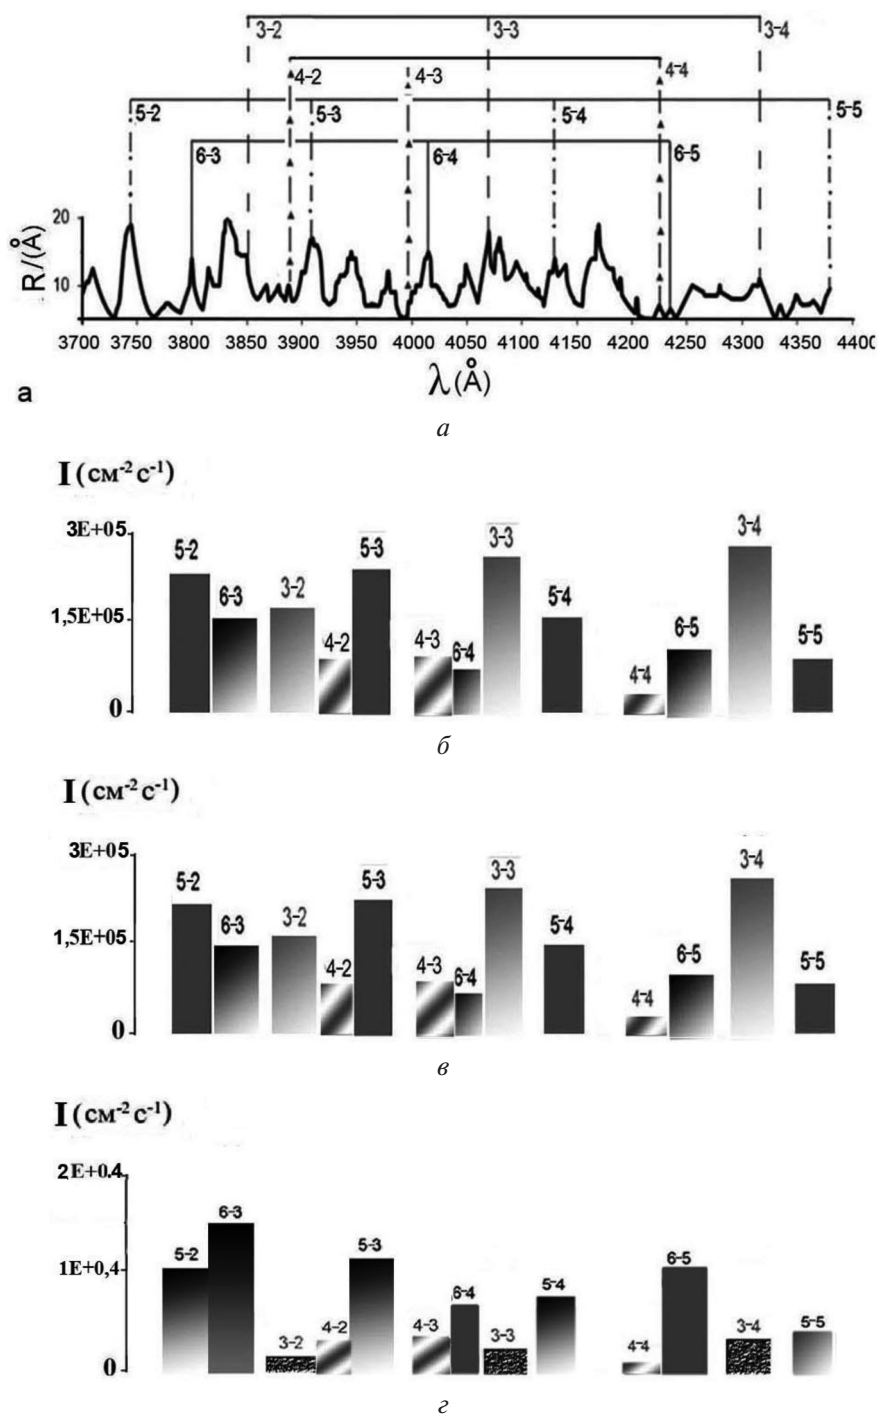 3-2 3-3 3-4
4-2 4-3 4-4
5-2 5-3 5-4 5-5
6-3 6-4 6-5
R/(Å)
20
10
3700 3750 3800 3850 3900 3950 4000 4050 4100 4150 4200 4250 4300 4350 4400
λ(Å)
a
а
I (см-2 с-1)
3E+05
1,5E+05
0
5-2 6-3 3-2 4-2 5-3 4-3 6-4 3-3 5-4 4-4 6-5 3-4 5-5
б
I (см-2 с-1)
3E+05
1,5E+05
0
5-2 6-3 3-2 4-2 5-3 4-3 6-4 3-3 5-4 4-4 6-5 3-4 5-5
в
I (см-2 с-1)
2E+0.4
1E+0,4
0
5-2 6-3 3-2 4-2 5-3 4-3 6-4 3-3 5-4 4-4 6-5 3-4 5-5
г